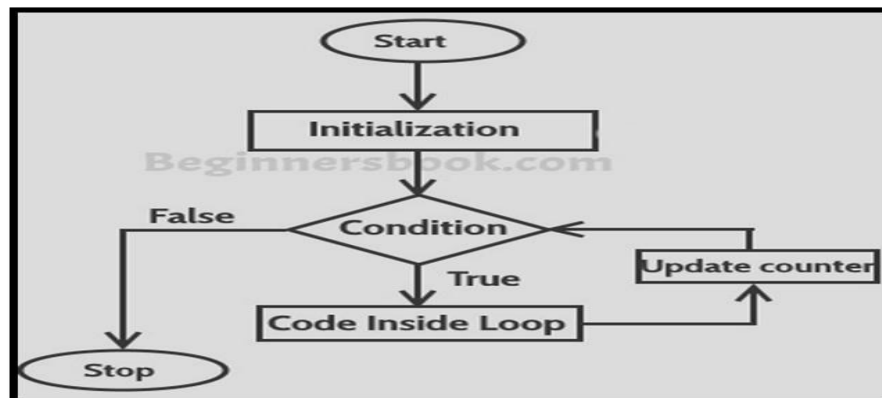 Start
Initialization
Beginnersbook.com
Condition
False
True
Update counter
Code Inside Loop
Stop